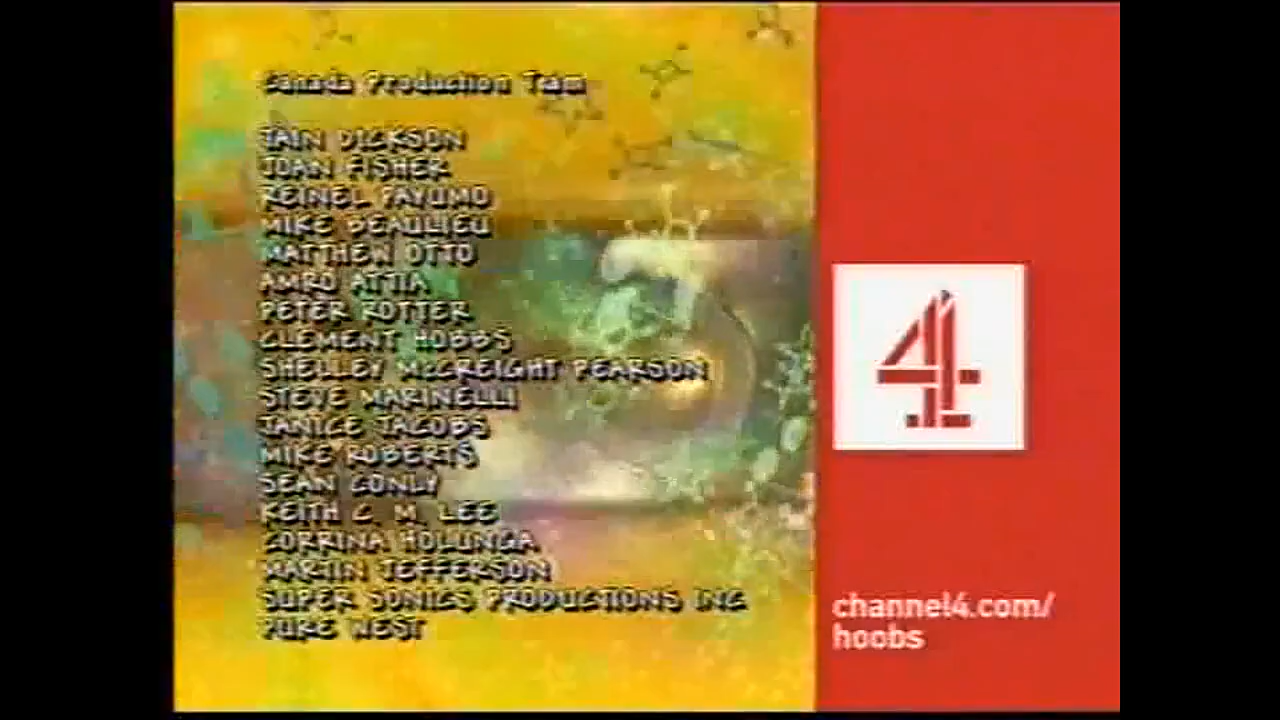 Canada Production Team
IAIN DICKSON
JOAN FISHER
REINEL PAYUMO
MIKE BEAULIEU
MATTHEW OTTO
AMRO ATTIA
PETER ROTTER
CLEMENT HOBBS
SHELLEY McCREIGHT PEARSON
STEVE MARINELLI
JANICE JACOBS
MIKE ROBERTS
SEAN CONLY
KEITH C. M. LEE
CORRINA HOLUNGA
MARTIN JEFFERSON
SUPER SONICS PRODUCTIONS INC
PURE WEST
4
channel4.com/
hoobs